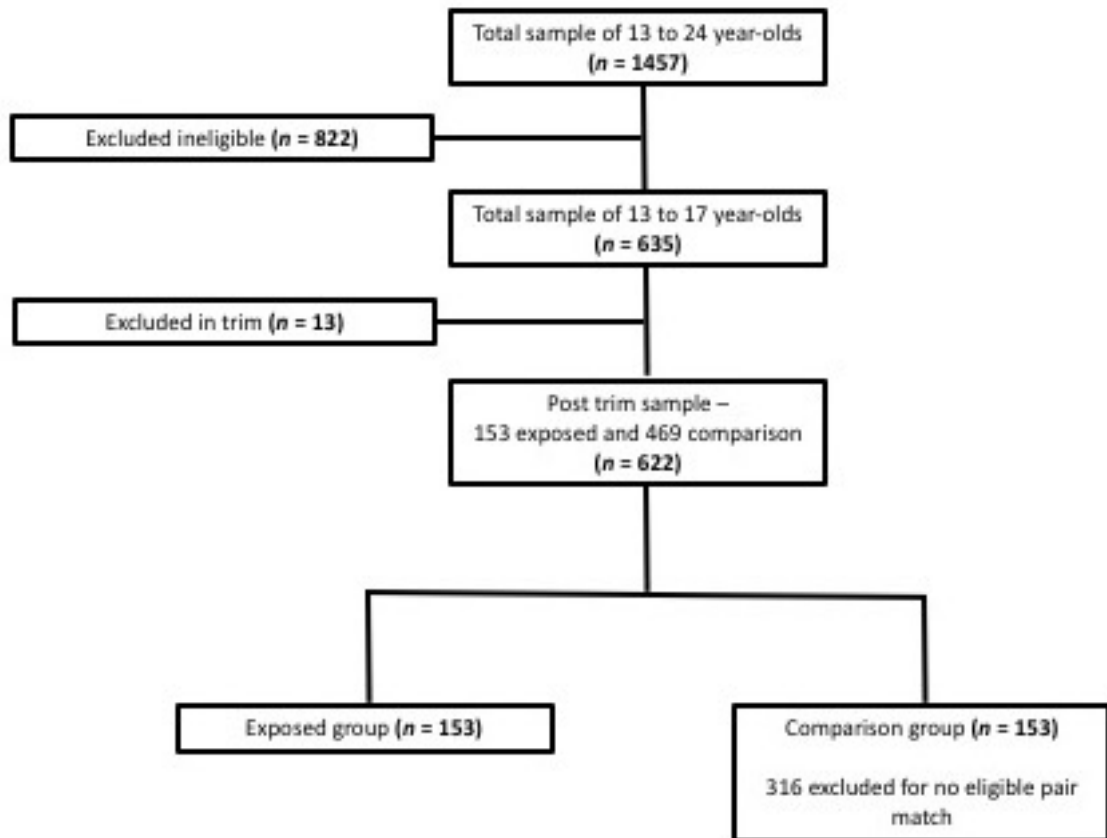 Total sample of 13 to 24 year-olds
(n = 1457)
Excluded ineligible (n = 822)
Total sample of 13 to 17 year-olds
(n = 635)
Excluded in trim (n = 13)
Post trim sample –
153 exposed and 469 comparison
(n = 622)
Exposed group (n = 153)
Comparison group (n = 153)
316 excluded for no eligible pair
match